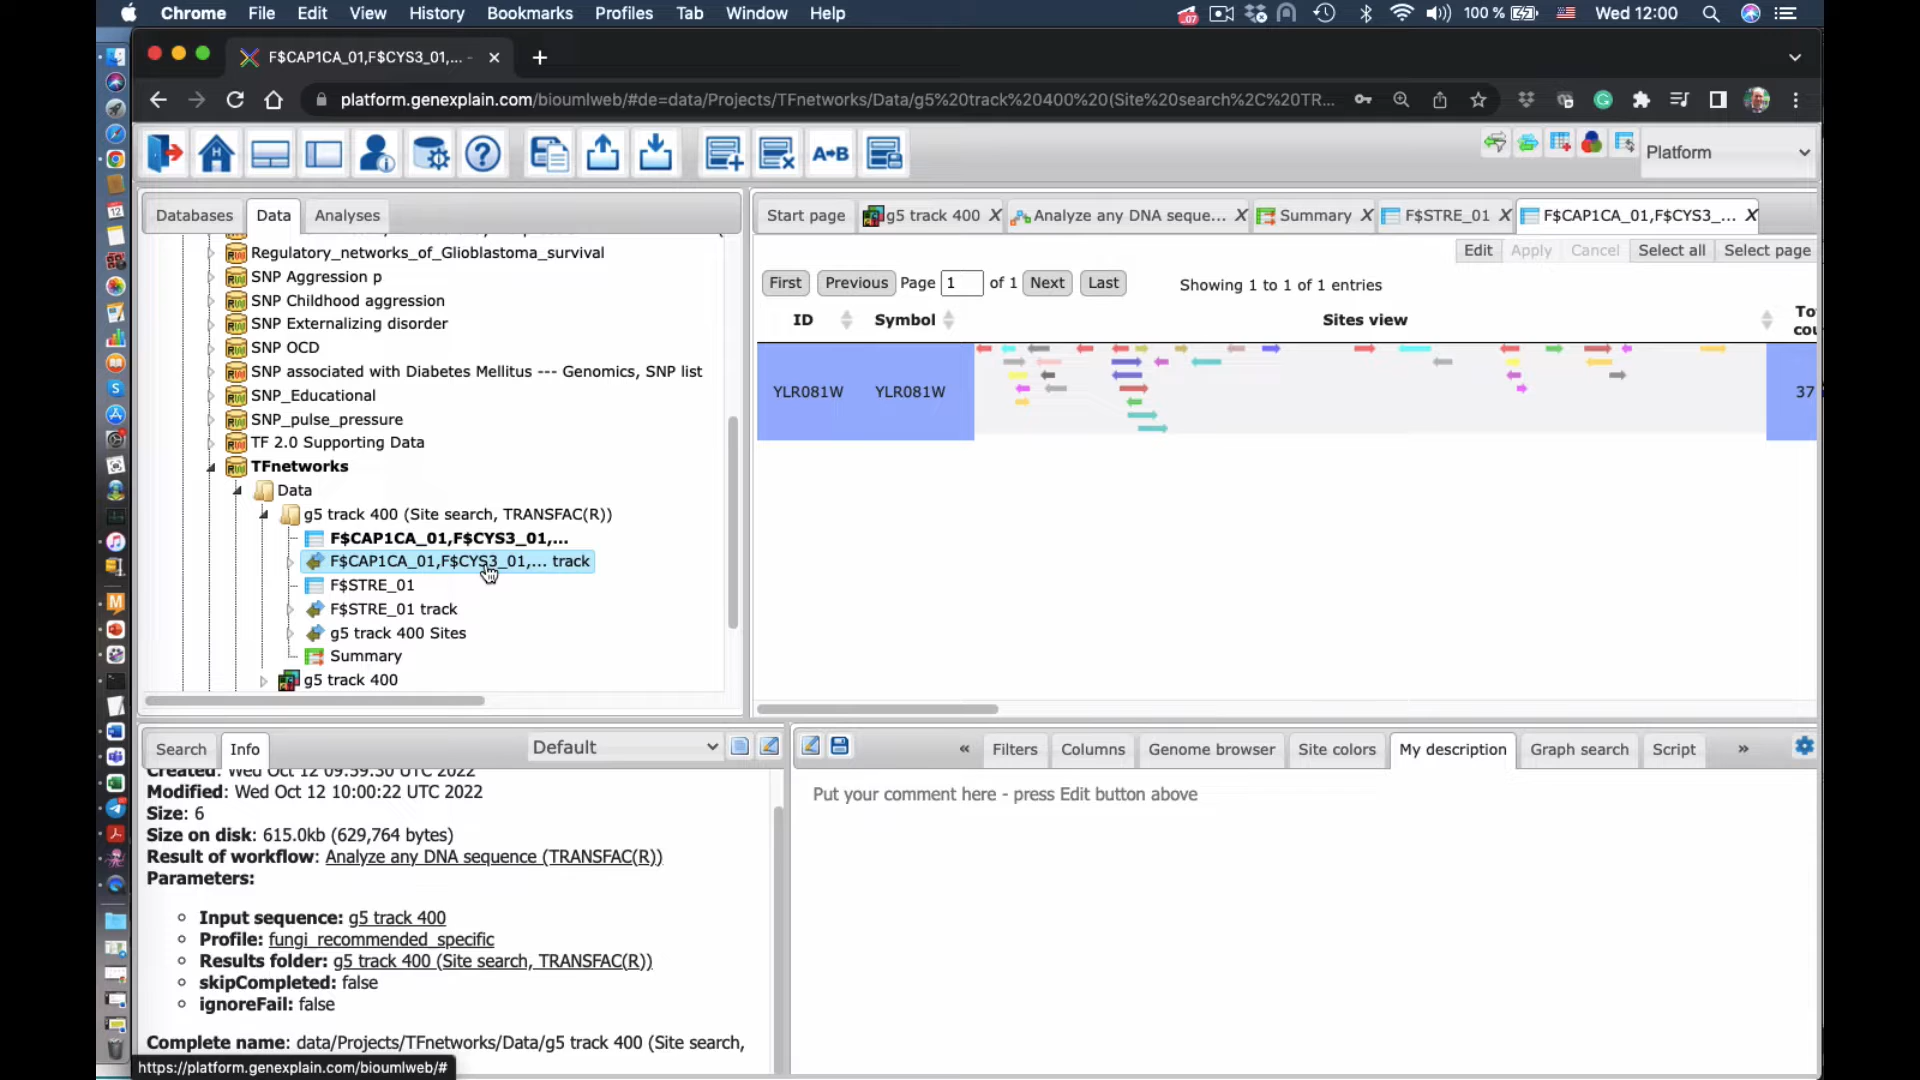 Chrome File Edit View History Bookmarks Profiles Tab Window Help 100 % Wed 12:00
F$CAP1CA_01,F$CYS3_01,... -
platform.genexplain.com/bioumlweb/#de=data/Projects/TFnetworks/Data/g5%20track%20400%20(Site%20search%2C%20TR...
A B Platform
Databases Data Analyses
Start page g5 track 400 X Analyze any DNA seque... X Summary X F$STRE_01 X F$CAP1CA_01,F$CYS3_... X
Edit Apply Cancel Select all Select page
First Previous Page 1 of 1 Next Last Showing 1 to 1 of 1 entries
ID Symbol Sites view To
cou
YLR081W YLR081W 37
Regulatory_networks_of_Glioblastoma_survival
SNP Aggression p
SNP Childhood aggression
SNP Externalizing disorder
SNP OCD
SNP associated with Diabetes Mellitus --- Genomics, SNP list
SNP_Educational
SNP_pulse_pressure
TF 2.0 Supporting Data
TFnetworks
Data
g5 track 400 (Site search, TRANSFAC(R))
F$CAP1CA_01,F$CYS3_01,...
F$CAP1CA_01,F$CYS3_01,... track
F$STRE_01
F$STRE_01 track
g5 track 400 Sites
Summary
g5 track 400
Search Info Default
Created: Wed Oct 12 09:59:30 UTC 2022
Modified: Wed Oct 12 10:00:22 UTC 2022
Size: 6
Size on disk: 615.0kb (629,764 bytes)
Result of workflow: Analyze any DNA sequence (TRANSFAC(R))
Parameters:
Input sequence: g5 track 400
Profile: fungi_recommended_specific
Results folder: g5 track 400 (Site search, TRANSFAC(R))
skipCompleted: false
ignoreFail: false
Complete name: data/Projects/TFnetworks/Data/g5 track 400 (Site search,
https://platform.genexplain.com/bioumlweb/#
« Filters Columns Genome browser Site colors My description Graph search Script »
Put your comment here - press Edit button above